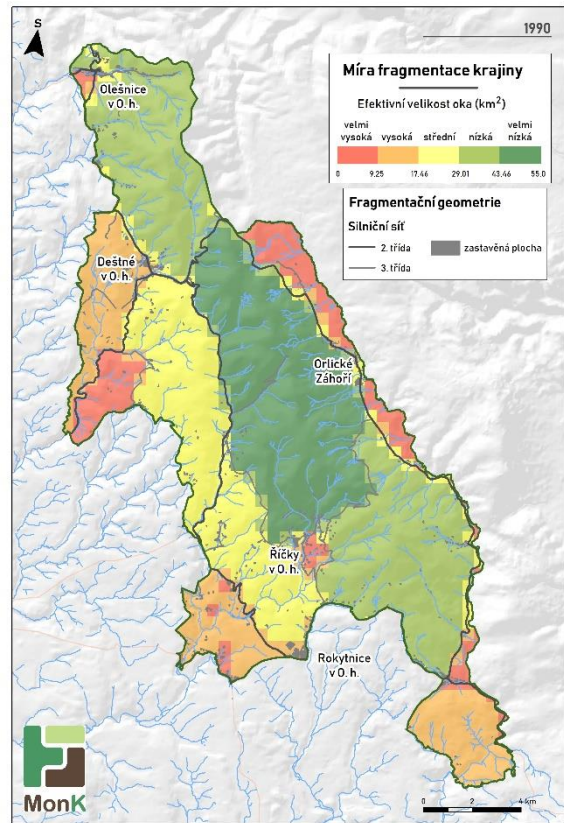 1990
S
Míra fragmentace krajiny
Efektivní velikost oka (km²)
velmi vysoká
vysoká
střední
nízká
velmi nízká
0 9.25 17.46 29.01 43.46 55.0
Fragmentační geometrie
Silniční síť
2. třída
zastavěná plocha
3. třída
Olešnice
v O. h.
Deštné
v O. h.
Orlické
Záhoří
Říčky
v O. h.
Rokytnice
v O. h.
MonK
0 2 4 km